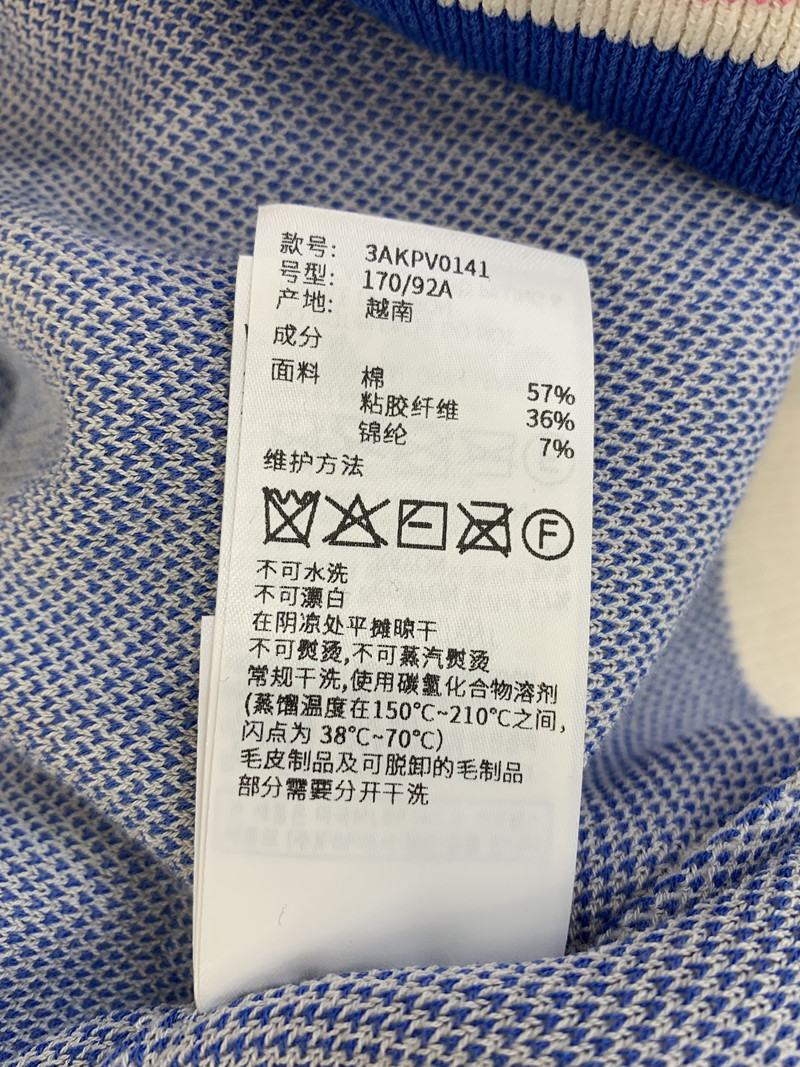 款号: 3AKPV0141
号型: 170/92A
产地: 越南
成分
面料 棉 57%
粘胶纤维 36%
锦纶 7%
维护方法
F
不可水洗
不可漂白
在阴凉处平摊晾干
不可熨烫,不可蒸汽熨烫
常规干洗,使用碳氢化合物溶剂
(蒸馏温度在150°C~210°C之间,
闪点为 38°C~70°C)
毛皮制品及可脱卸的毛制品
部分需要分开干洗